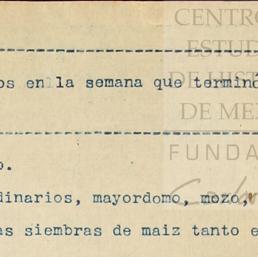 CENTRO
ESTUD
DE HIST
DE ME
FUNDA
os en la semana que terminó
o.
dinarios, mayordomo, mozo,
as siembras de maiz tanto e